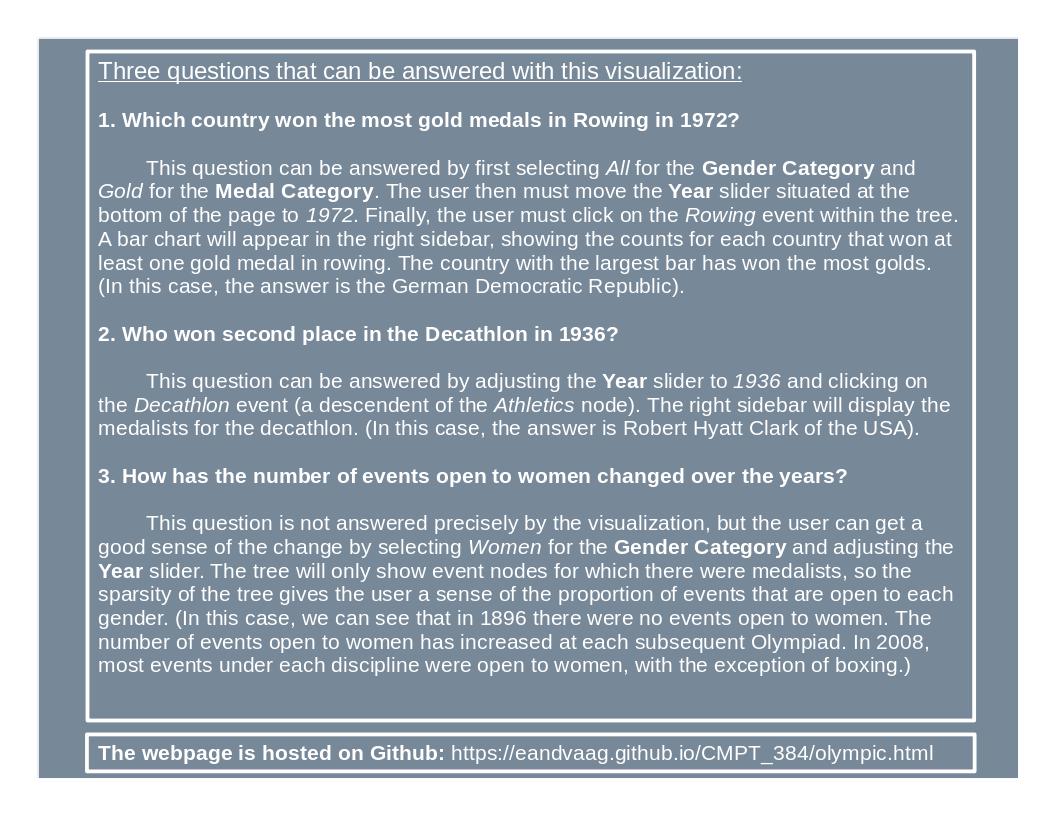 Three questions that can be answered with this visualization:
1. Which country won the most gold medals in Rowing in 1972?
This question can be answered by first selecting All for the Gender Category and
Gold for the Medal Category. The user then must move the Year slider situated at the
bottom of the page to 1972. Finally, the user must click on the Rowing event within the tree.
A bar chart will appear in the right sidebar, showing the counts for each country that won at
least one gold medal in rowing. The country with the largest bar has won the most golds.
(In this case, the answer is the German Democratic Republic).
2. Who won second place in the Decathlon in 1936?
This question can be answered by adjusting the Year slider to 1936 and clicking on
the Decathlon event (a descendent of the Athletics node). The right sidebar will display the
medalists for the decathlon. (In this case, the answer is Robert Hyatt Clark of the USA).
3. How has the number of events open to women changed over the years?
This question is not answered precisely by the visualization, but the user can get a
good sense of the change by selecting Women for the Gender Category and adjusting the
Year slider. The tree will only show event nodes for which there were medalists, so the
sparsity of the tree gives the user a sense of the proportion of events that are open to each
gender. (In this case, we can see that in 1896 there were no events open to women. The
number of events open to women has increased at each subsequent Olympiad. In 2008,
most events under each discipline were open to women, with the exception of boxing.)
The webpage is hosted on Github: https://eandvaag.github.io/CMPT_384/olympic.html